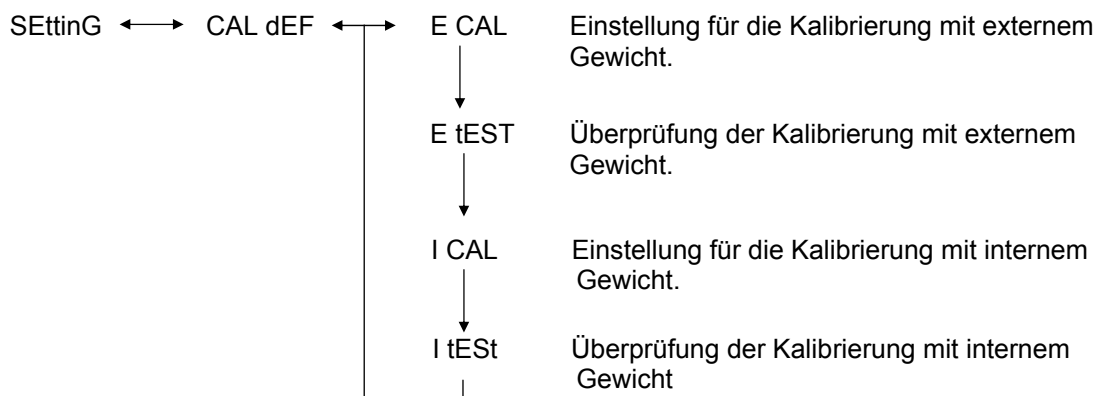 SEttinG CAL dEF E CAL Einstellung für die Kalibrierung mit externem
Gewicht.
E tEST Überprüfung der Kalibrierung mit externem
Gewicht.
I CAL Einstellung für die Kalibrierung mit internem
Gewicht.
I tESt Überprüfung der Kalibrierung mit internem
Gewicht